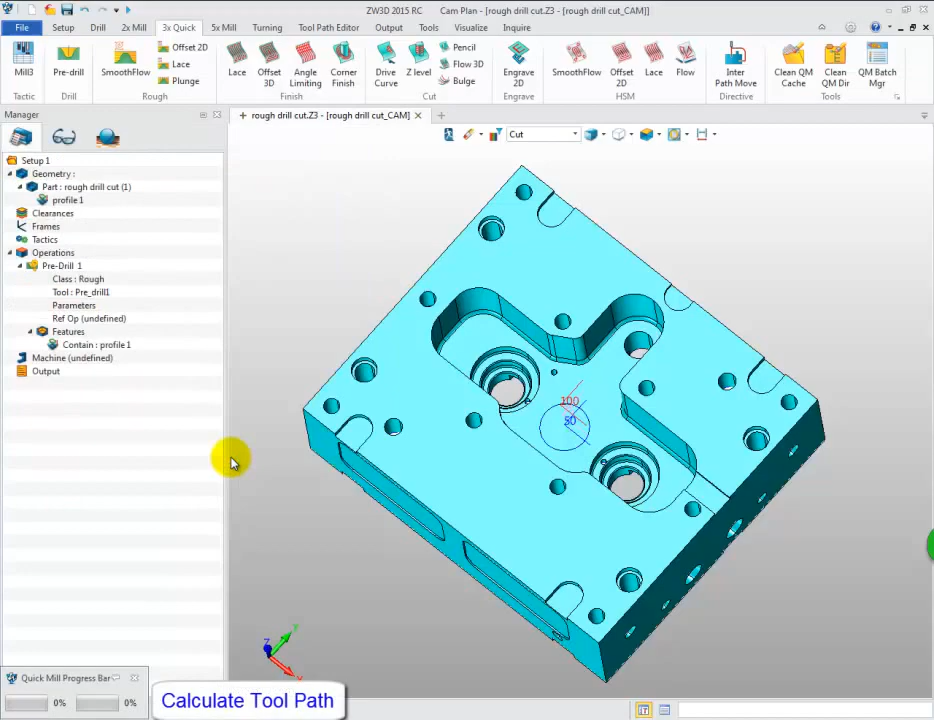 ZW3D 2015 RC    Cam Plan - [rough drill cut.Z3 - [rough drill cut_CAM]]
File Setup Drill 2x Mill 3x Quick 5x Mill Turning Tool Path Editor Output Tools Visualize Inquire
Mill3 Pre-drill SmoothFlow Offset 2D Lace Plunge Lace Offset 3D Angle Limiting Corner Finish Drive Curve Z level Pencil Flow 3D Bulge Engrave 2D SmoothFlow Offset 2D Lace Flow Inter Path Move Clean QM Cache Clean QM Dir QM Batch Mgr
Tactic Drill Rough Finish Cut Engrave HSM Directive Tools
Manager
rough drill cut.Z3 - [rough drill cut_CAM]
Cut
Setup 1
Geometry :
Part : rough drill cut (1)
profile 1
Clearances
Frames
Tactics
Operations
Pre-Drill 1
Class : Rough
Tool : Pre_drill1
Parameters
Ref Op (undefined)
Features
Contain : profile 1
Machine (undefined)
Output
100
50
Z
Y
X
Quick Mill Progress Bar
0% 0%
Calculate Tool Path